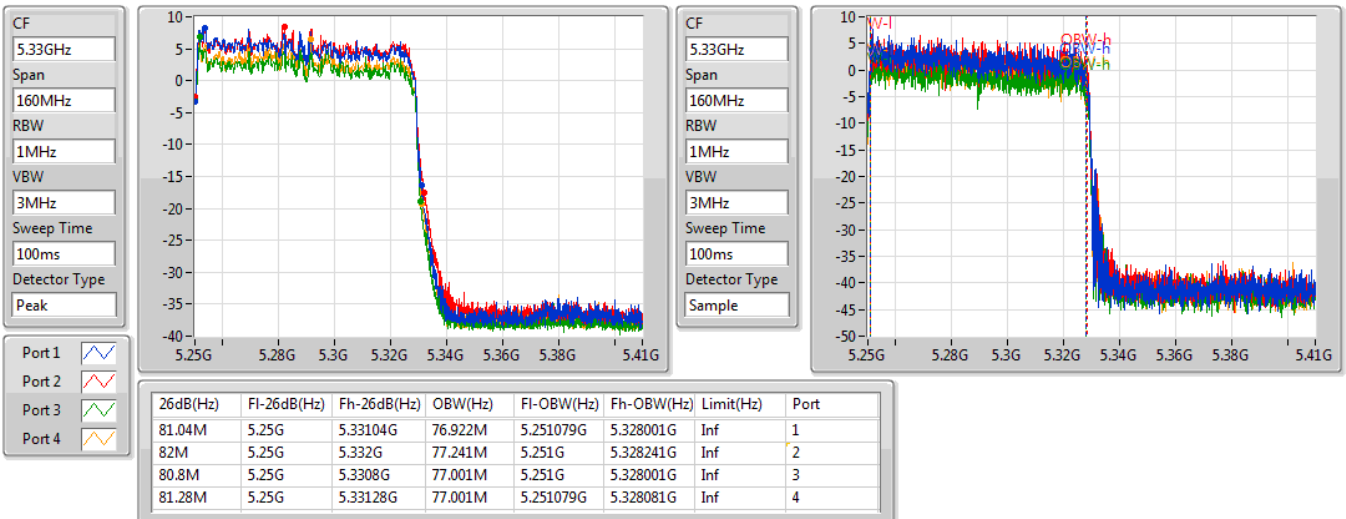 CF
5.33GHz
Span
160MHz
RBW
1MHz
VBW
3MHz
Sweep Time
100ms
Detector Type
Peak
10
5
0
-5
-10
-15
-20
-25
-30
-35
-40
5.25G 5.28G 5.3G 5.32G 5.34G 5.36G 5.38G 5.41G
CF
5.33GHz
Span
160MHz
RBW
1MHz
VBW
3MHz
Sweep Time
100ms
Detector Type
Sample
10
5
0
-5
-10
-15
-20
-25
-30
-35
-40
-45
-50
W-l
OBW-h
OBW-h
OBW-h
5.25G 5.28G 5.3G 5.32G 5.34G 5.36G 5.38G 5.41G
Port 1
Port 2
Port 3
Port 4
26dB(Hz) Fl-26dB(Hz) Fh-26dB(Hz) OBW(Hz) Fl-OBW(Hz) Fh-OBW(Hz) Limit(Hz) Port
81.04M 5.25G 5.33104G 76.922M 5.251079G 5.328001G Inf 1
82M 5.25G 5.332G 77.241M 5.251G 5.328241G Inf 2
80.8M 5.25G 5.3308G 77.001M 5.251G 5.328001G Inf 3
81.28M 5.25G 5.33128G 77.001M 5.251079G 5.328081G Inf 4